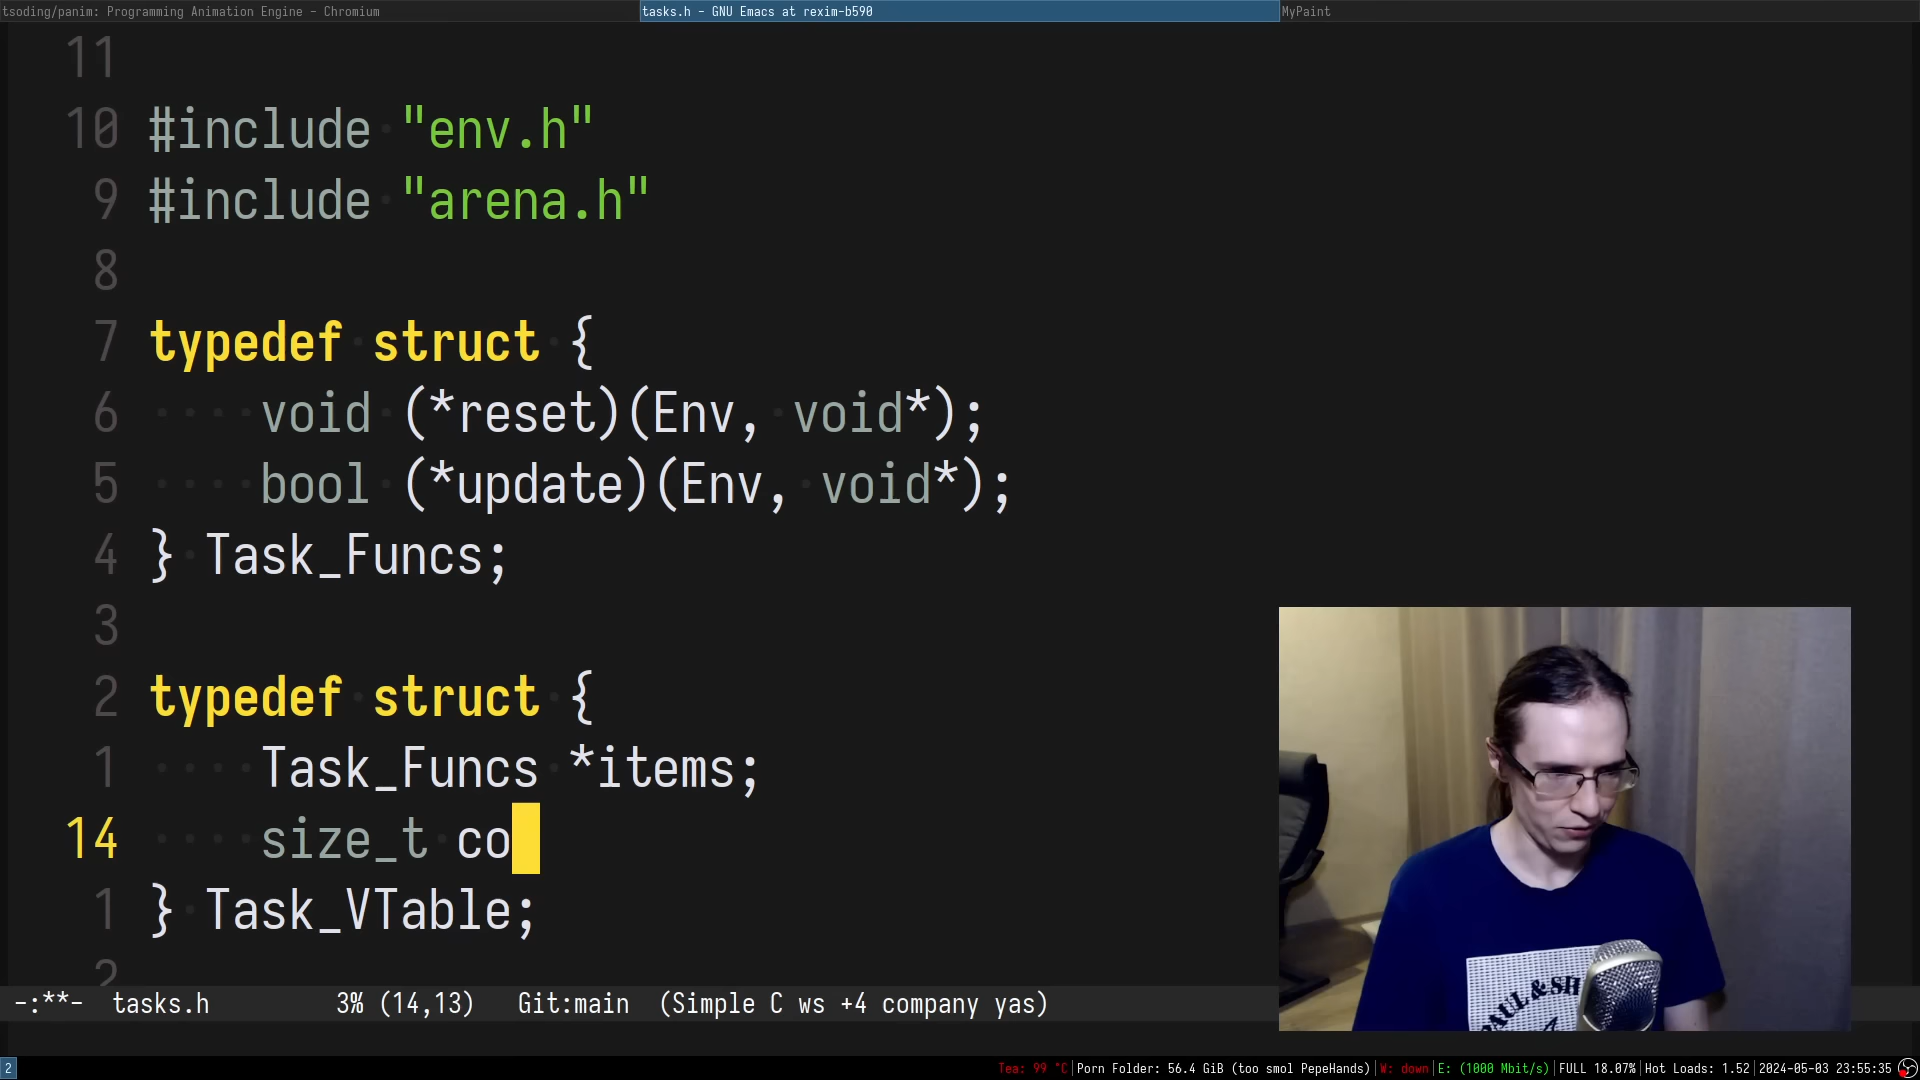 tsoding/panim: Programming Animation Engine - Chromium
tasks.h - GNU Emacs at rexim-b590
MyPaint
11
10 #include "env.h"
9 #include "arena.h"
8
7 typedef struct {
6 void (*reset)(Env, void*);
5 bool (*update)(Env, void*);
4 } Task_Funcs;
3
2 typedef struct {
1 Task_Funcs *items;
14 size_t co
1 } Task_VTable;
2
-:**- tasks.h 3% (14,13) Git:main (Simple C ws +4 company yas)
PAUL & SH
2 Tea: 99 °C|Porn Folder: 56.4 GiB (too smol PepeHands)|W: down|E: (1000 Mbit/s)|FULL 18.07%|Hot Loads: 1.52|2024-05-03 23:55:35